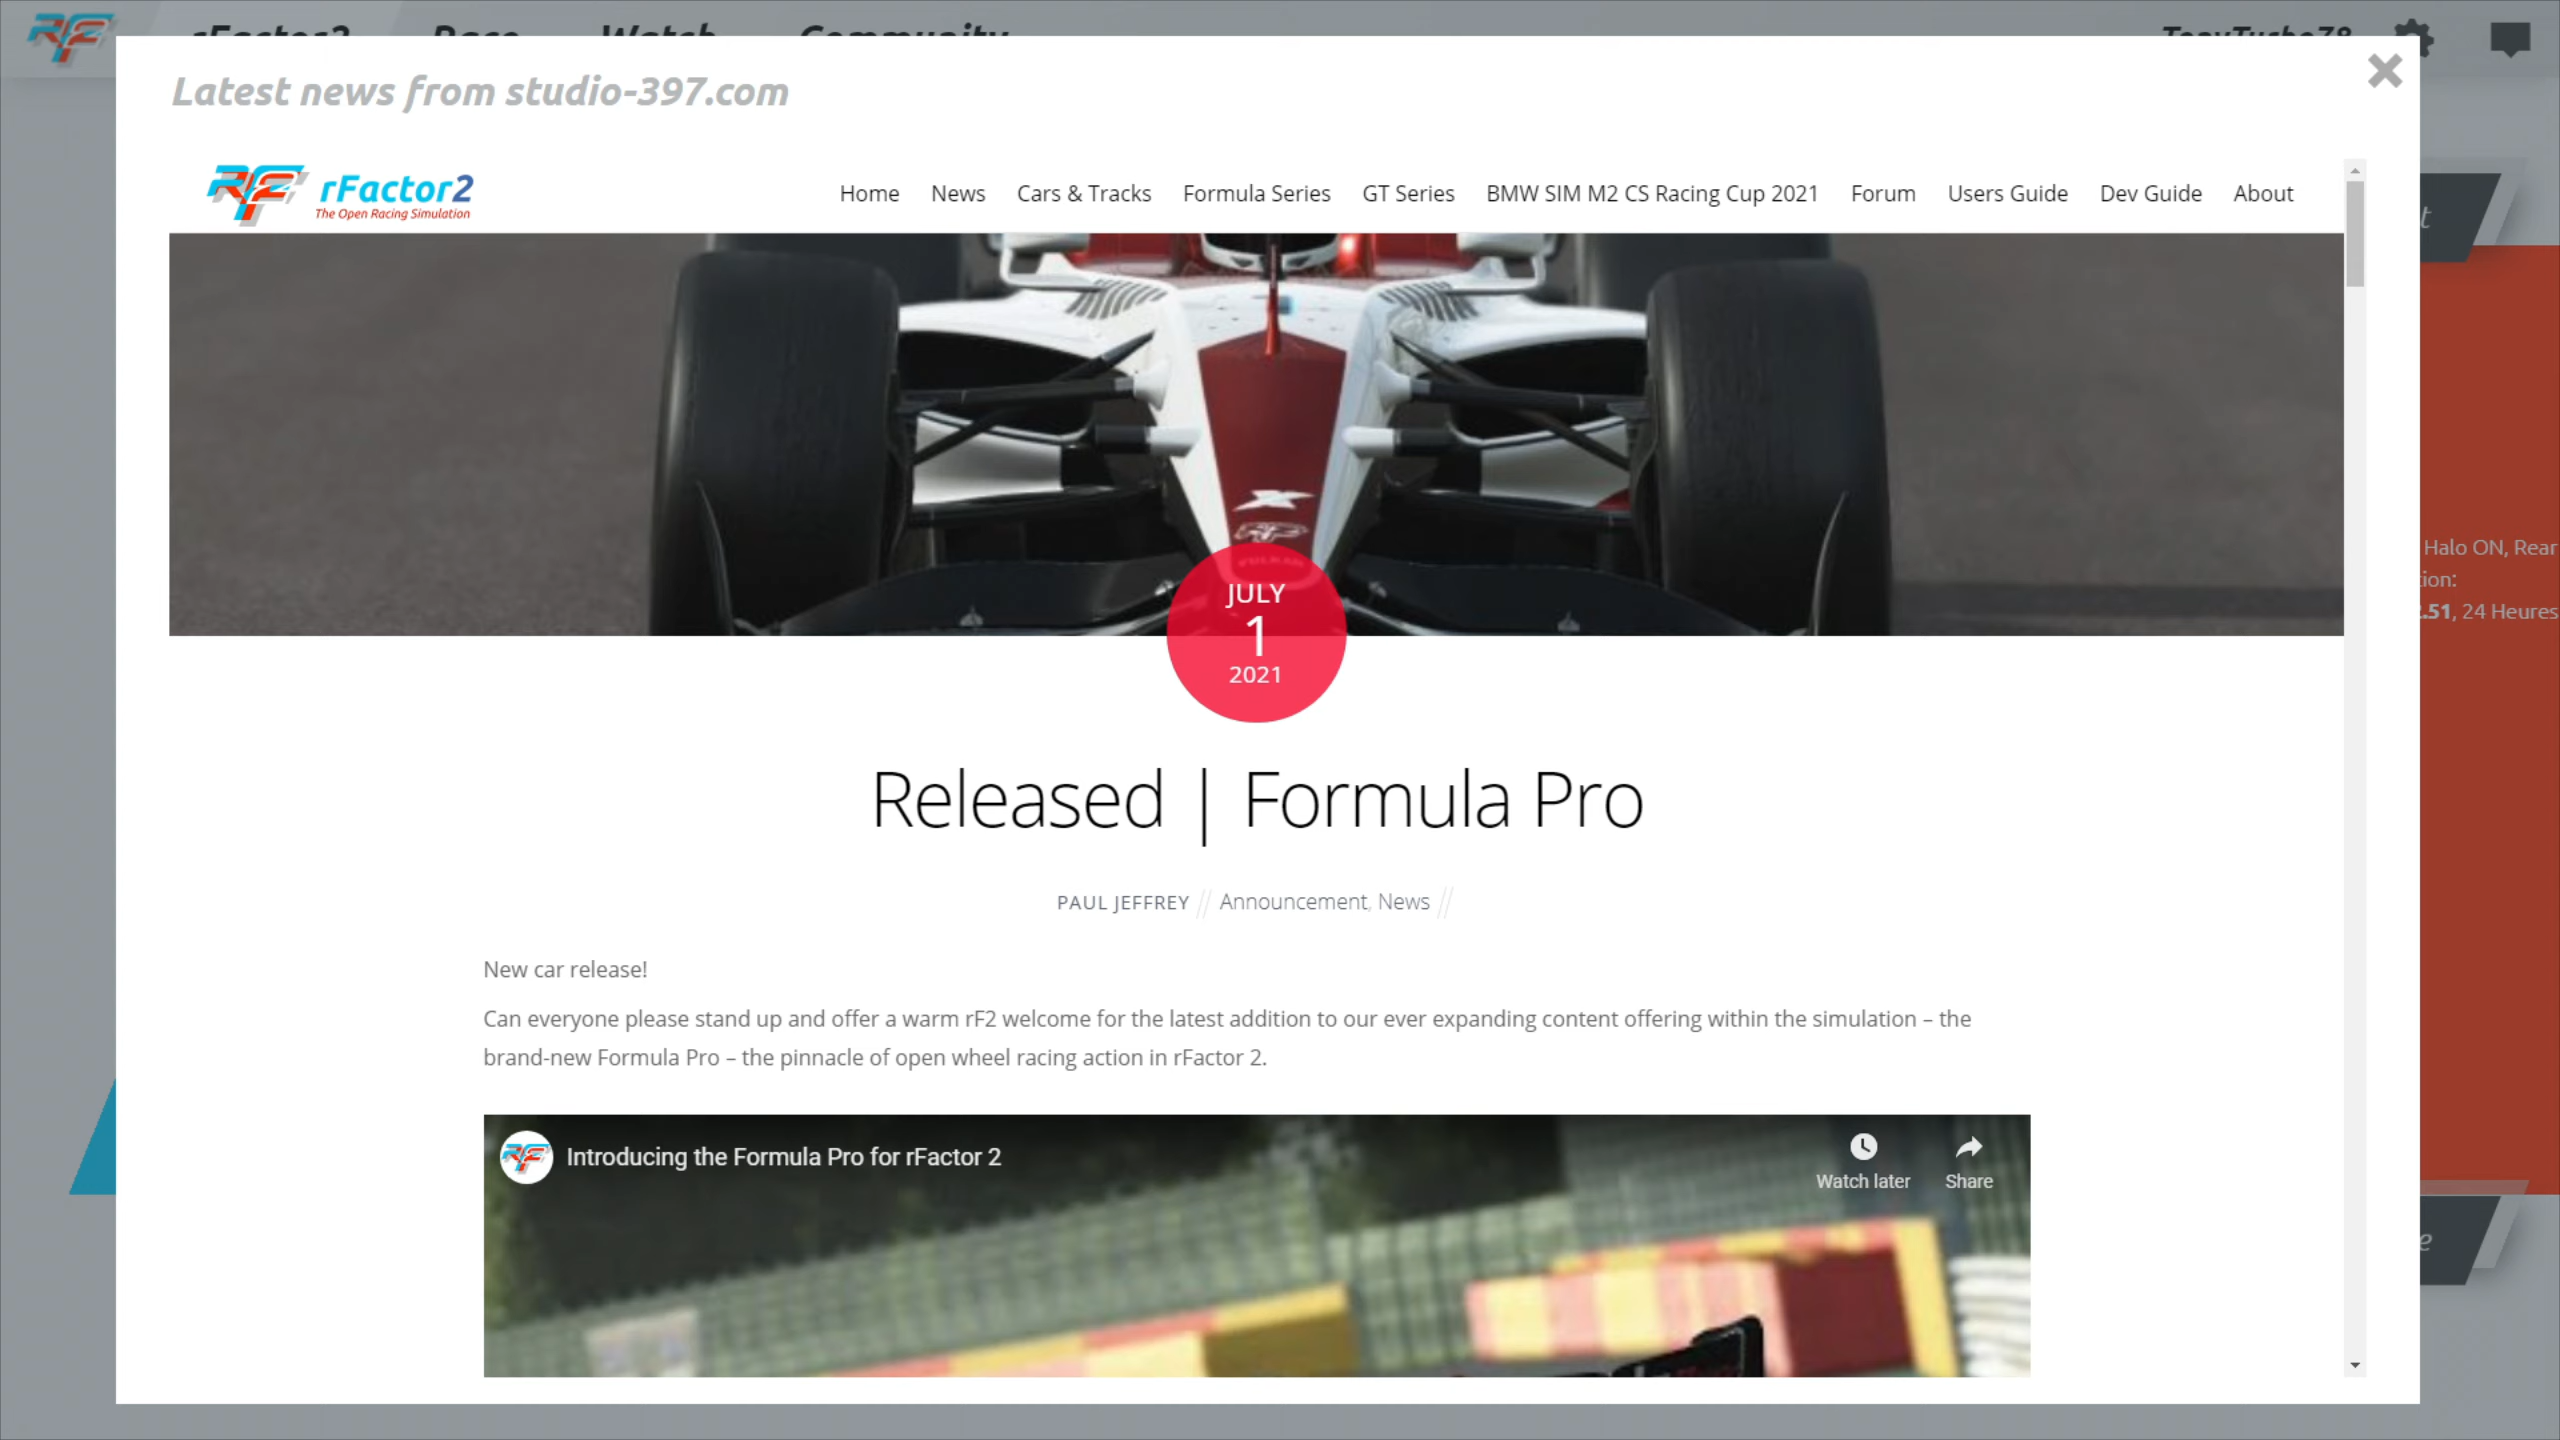 rFactor2 Race Watch Community TonyTurbo78
Latest news from studio-397.com
rFactor2
The Open Racing Simulation
Home News Cars & Tracks Formula Series GT Series BMW SIM M2 CS Racing Cup 2021 Forum Users Guide Dev Guide About
Halo ON, Rear
ion:
.51, 24 Heures
JULY
1
2021
Released | Formula Pro
PAUL JEFFREY // Announcement, News //
New car release!
Can everyone please stand up and offer a warm rF2 welcome for the latest addition to our ever expanding content offering within the simulation – the
brand-new Formula Pro – the pinnacle of open wheel racing action in rFactor 2.
Introducing the Formula Pro for rFactor 2
Watch later Share